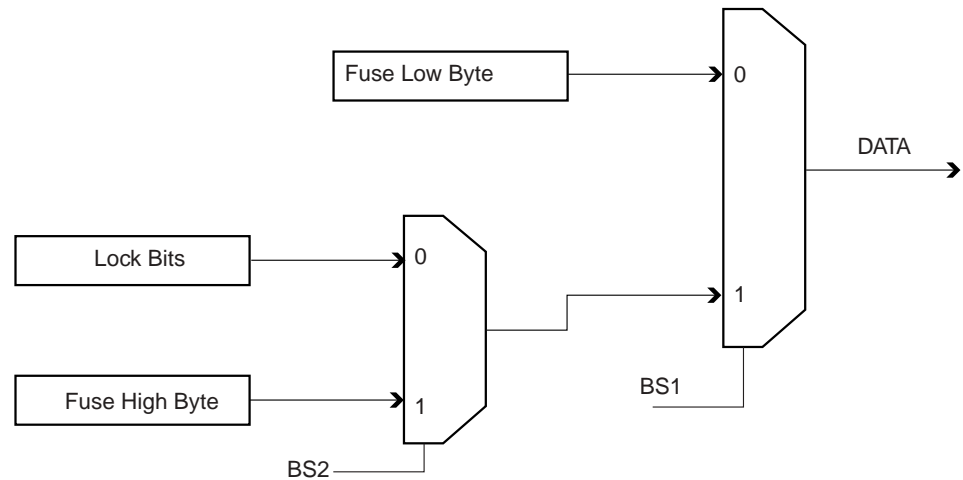 Fuse Low Byte
0
DATA
Lock Bits
0
1
BS1
Fuse High Byte
1
BS2